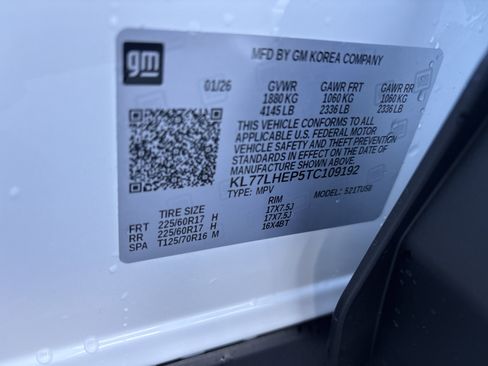 gm
MFD BY GM KOREA COMPANY
01/26 GVWR GAWR FRT GAWR RR
1880 KG 1060 KG 1060 KG
4145 LB 2336 LB 2336 LB
THIS VEHICLE CONFORMS TO ALL
APPLICABLE U.S. FEDERAL MOTOR
VEHICLE SAFETY AND THEFT PREVENTION
STANDARDS IN EFFECT ON THE DATE OF
MANUFACTURE SHOWN ABOVE.
KL77LHEP5TC109192
TYPE: MPV
TIRE SIZE RIM
FRT 225/60R17 H 17X7.5J
RR 225/60R17 H 17X7.5J
SPA T125/70R16 M 16X4BT